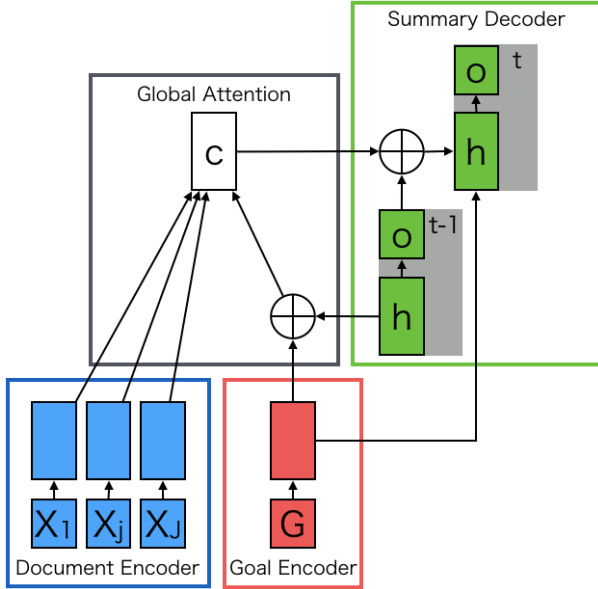 Summary Decoder
o t
Global Attention
c
h
o t-1
h
X1 Xj XJ
G
Document Encoder
Goal Encoder